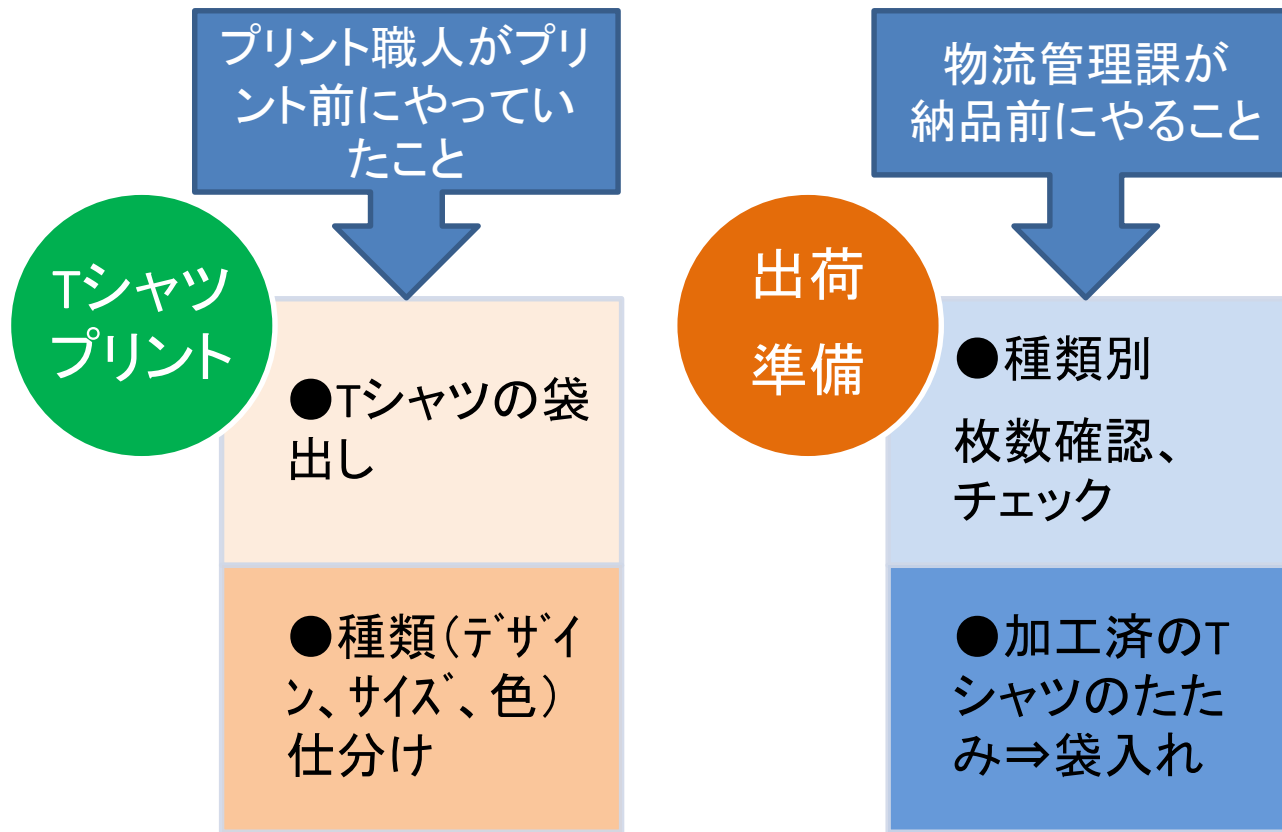 プリント職人がプリ
ント前にやってい
たこと
Tシャツ
プリント
●Tシャツの袋
出し
●種類(ﾃﾞｻﾞｲ
ﾝ、ｻｲｽﾞ、色)
仕分け
物流管理課が
納品前にやること
出荷
準備
●種類別
枚数確認、
チェック
●加工済のT
シャツのたた
み⇒袋入れ